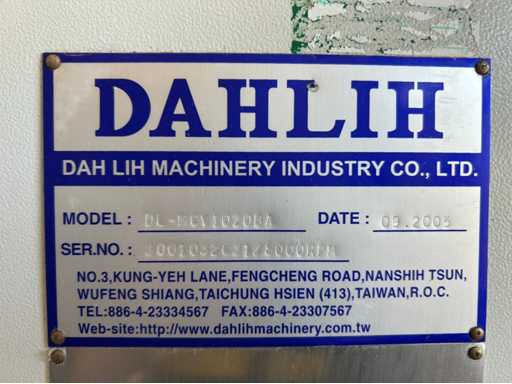 DAHLIH
DAH LIH MACHINERY INDUSTRY CO., LTD.
MODEL : DL-MCV1020BA DATE :
SER.NO. :
NO.3,KUNG-YEH LANE,FENGCHENG ROAD,NANSHIH TSUN,
WUFENG SHIANG,TAICHUNG HSIEN (413),TAIWAN,R.O.C.
TEL:886-4-23334567 FAX:886-4-23307567
Web-site:http://www.dahlihmachinery.com.tw